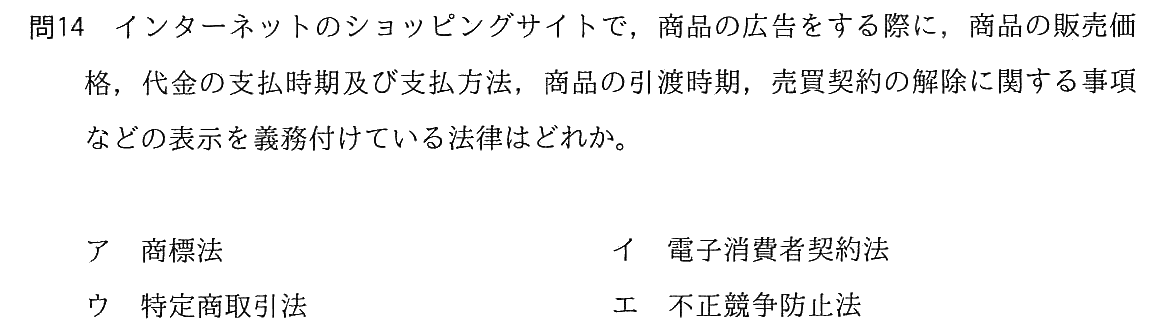 問14　インターネットのショッピングサイトで，商品の広告をする際に，商品の販売価
格，代金の支払時期及び支払方法，商品の引渡時期，売買契約の解除に関する事項
などの表示を義務付けている法律はどれか。
ア　商標法　イ　電子消費者契約法
ウ　特定商取引法　エ　不正競争防止法